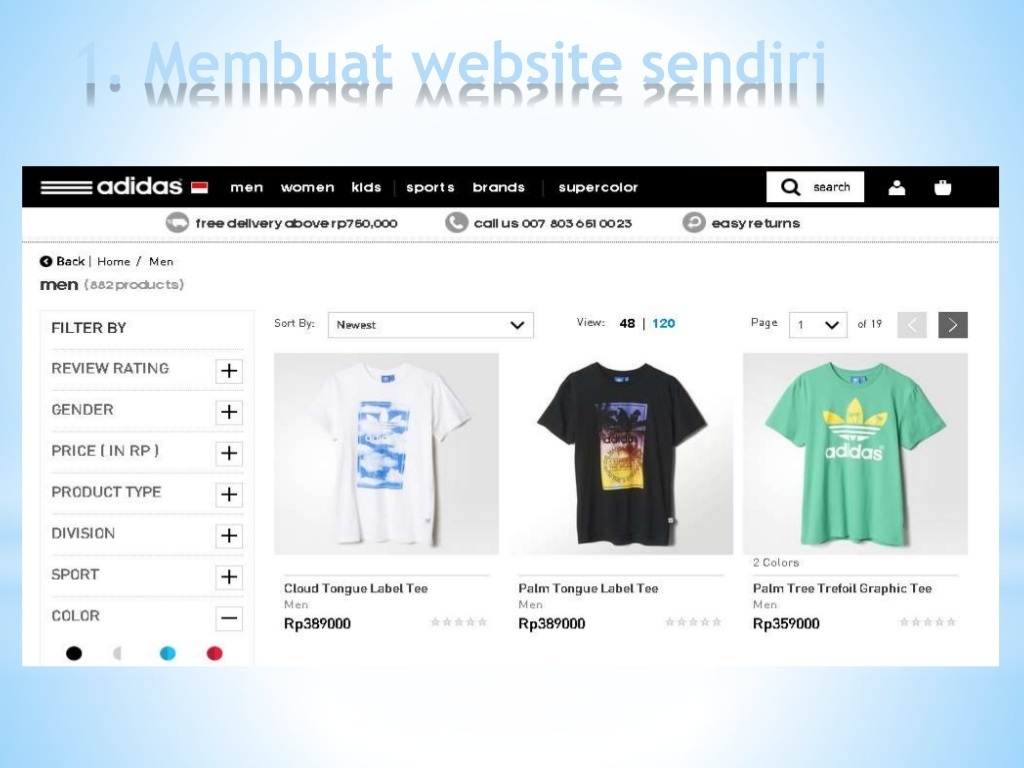 1. Membuat website sendiri
adidas men women kids sports brands supercolor search
free delivery above rp750,000 call us 007 803 651 0023 easy returns
Back | Home / Men
men (882 products)
FILTER BY
Sort By: Newest View: 48 | 120 Page 1 of 19
REVIEW RATING
GENDER
PRICE ( IN RP )
PRODUCT TYPE
DIVISION
SPORT
COLOR
adidas
adidas
adidas
2 Colors
Cloud Tongue Label Tee
Men
Rp389000
Palm Tongue Label Tee
Men
Rp389000
Palm Tree Trefoil Graphic Tee
Men
Rp359000